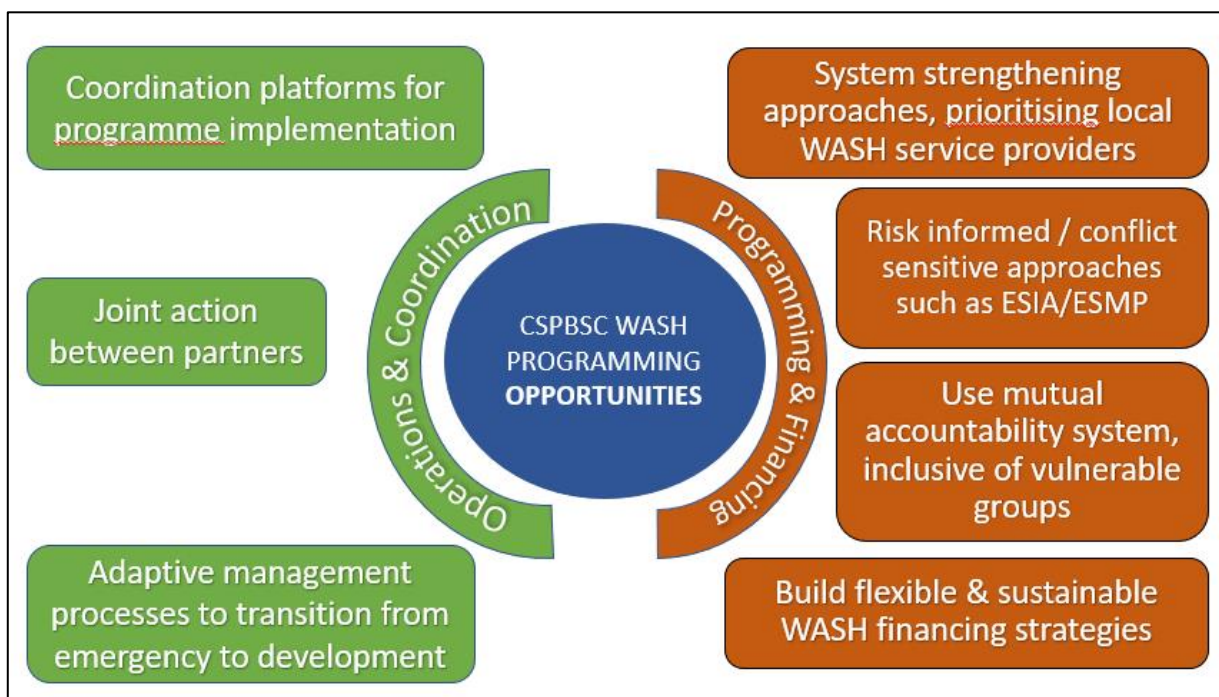 Coordination platforms for
programme implementation
Joint action
between partners
Adaptive management
processes to transition from
emergency to development
Operations & Coordination
CSPBSC WASH
PROGRAMMING
OPPORTUNITIES
Programming & Financing
System strengthening
approaches, prioritising local
WASH service providers
Risk informed / conflict
sensitive approaches
such as ESIA/ESMP
Use mutual
accountability system,
inclusive of vulnerable
groups
Build flexible & sustainable
WASH financing strategies